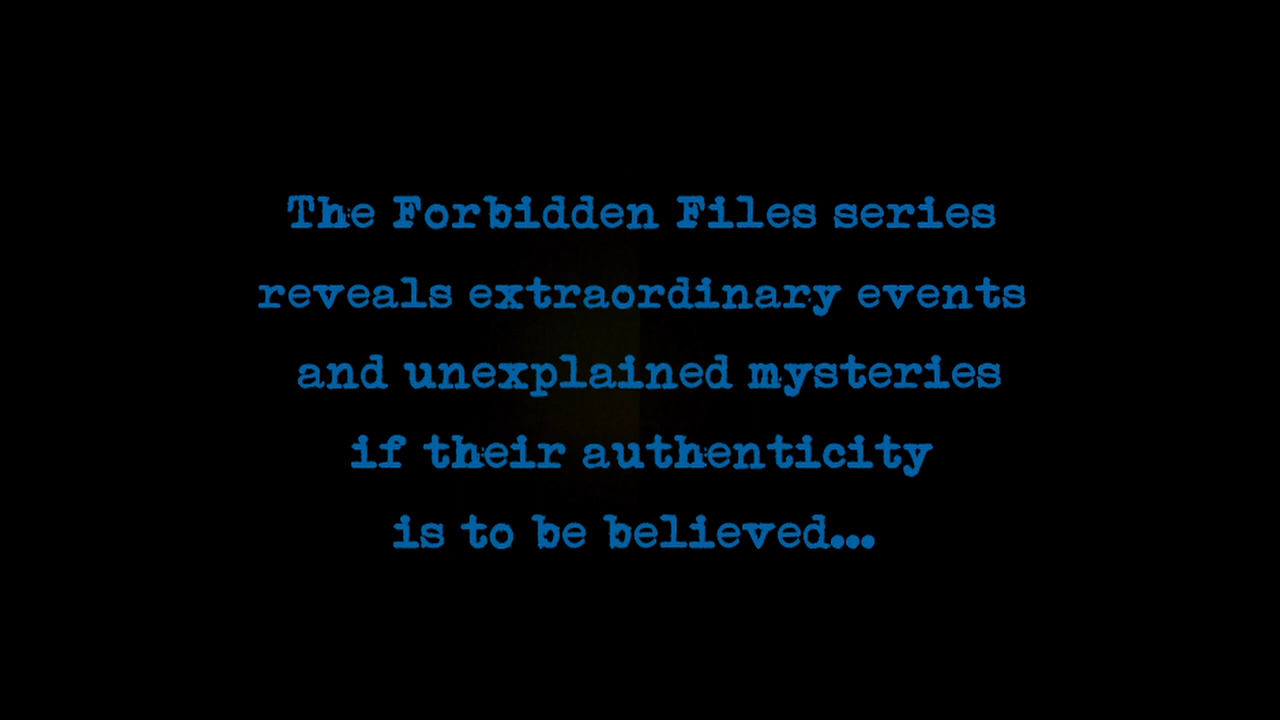 The Forbidden Files series
reveals extraordinary events
and unexplained mysteries
if their authenticity
is to be believed...